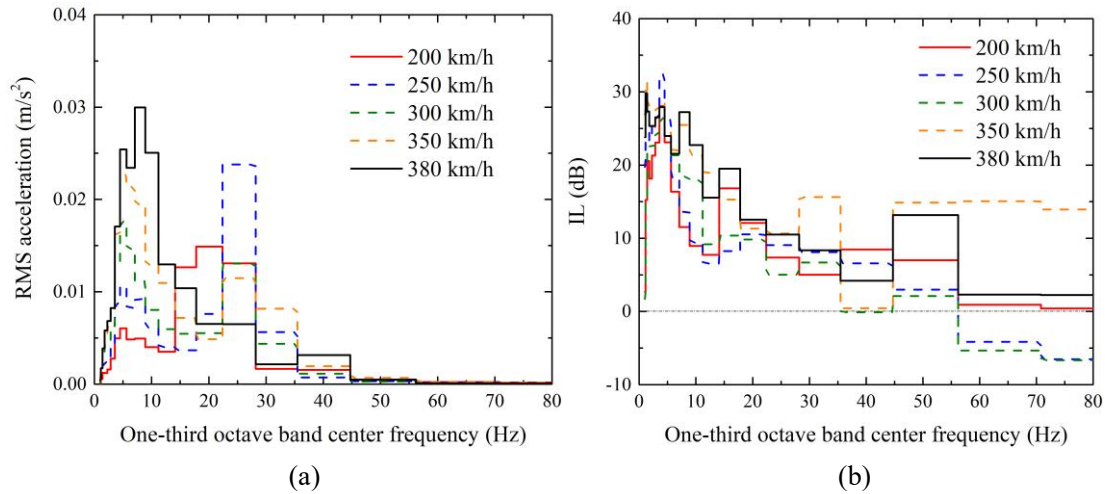 0.04
0.03
0.02
0.01
0.00
RMS acceleration (m/s²)
200 km/h
250 km/h
300 km/h
350 km/h
380 km/h
0 10 20 30 40 50 60 70 80
One-third octave band center frequency (Hz)
(a)
40
30
20
10
0
-10
IL (dB)
200 km/h
250 km/h
300 km/h
350 km/h
380 km/h
0 10 20 30 40 50 60 70 80
One-third octave band center frequency (Hz)
(b)